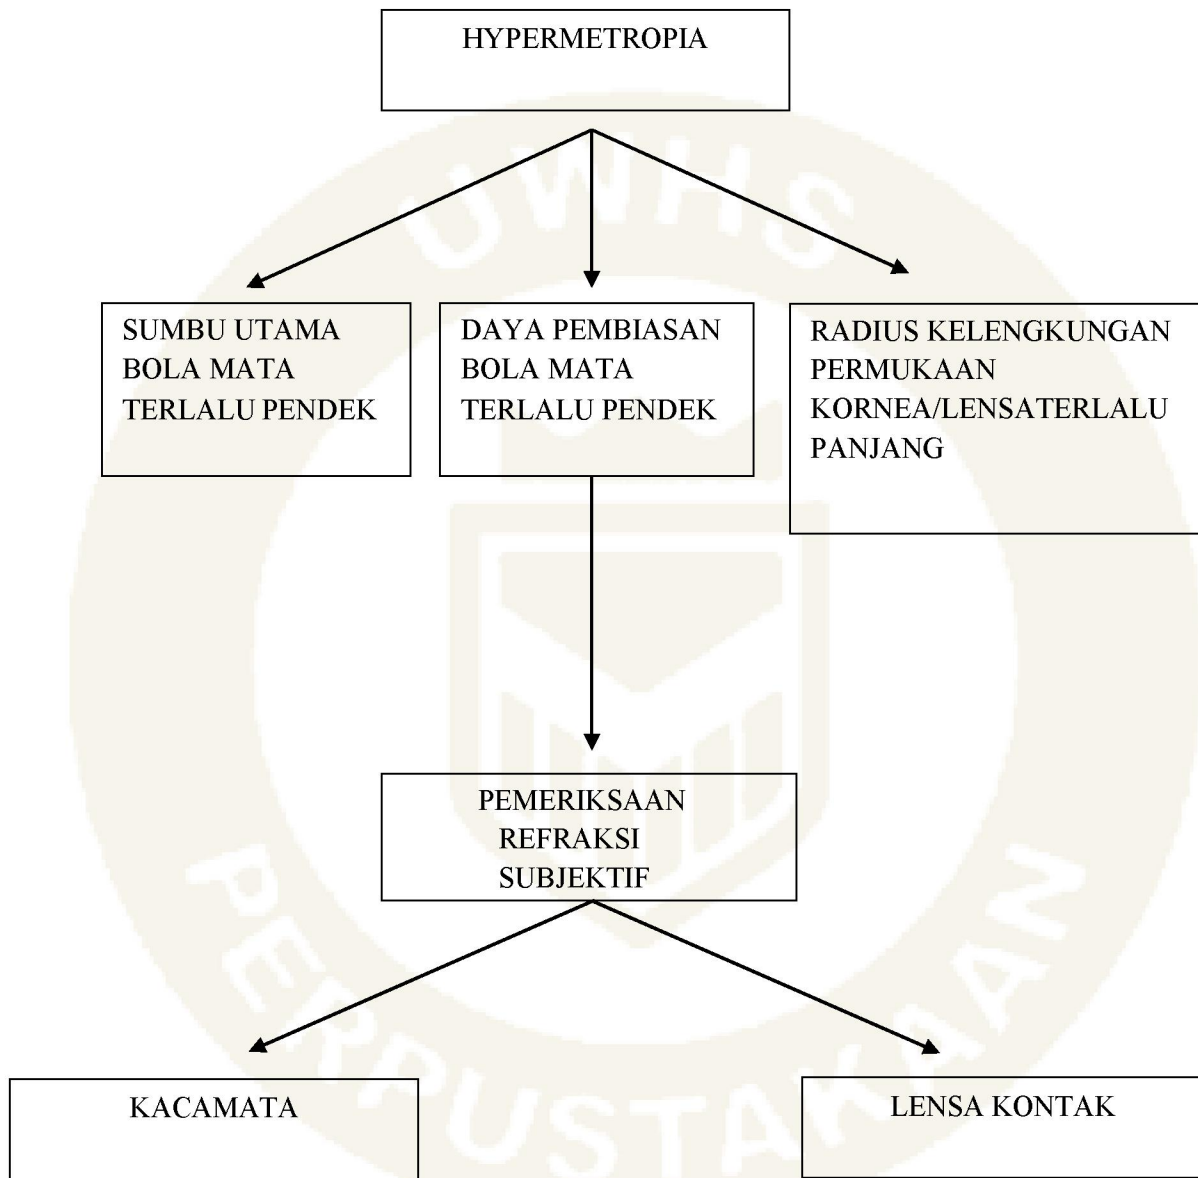 HYPERMETROPIA
SUMBU UTAMA
BOLA MATA
TERLALU PENDEK
DAYA PEMBIASAN
BOLA MATA
TERLALU PENDEK
RADIUS KELENGKUNGAN
PERMUKAAN
KORNEA/LENSATERLALU
PANJANG
PEMERIKSAAN
REFRAKSI
SUBJEKTIF
KACAMATA
LENSA KONTAK
UWHS
PERPUSTAKAAN